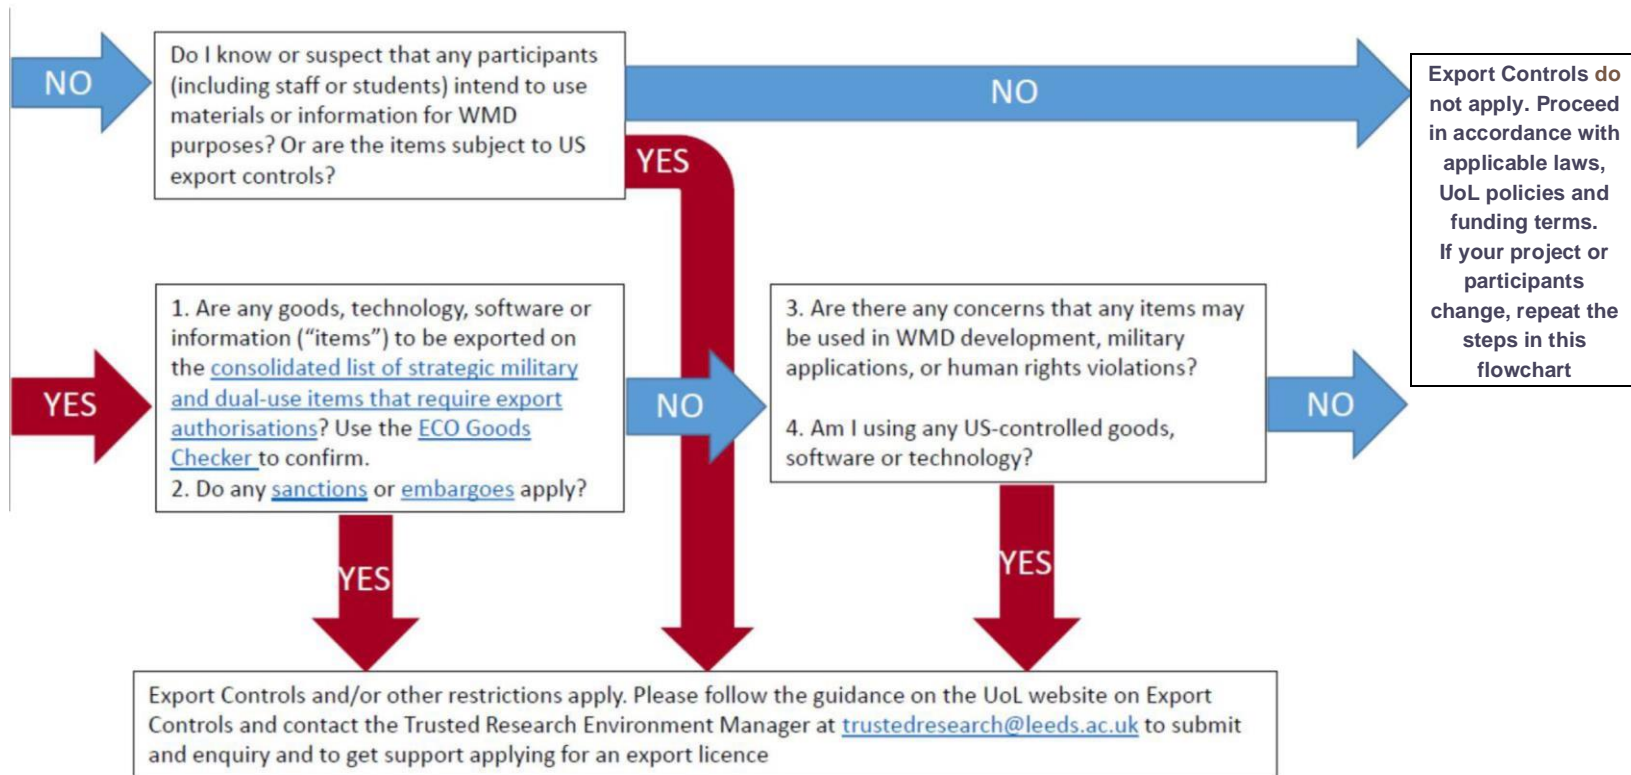 NO
Do I know or suspect that any participants
(including staff or students) intend to use
materials or information for WMD
purposes? Or are the items subject to US
export controls?
NO
YES
Export Controls do
not apply. Proceed
in accordance with
applicable laws,
UoL policies and
funding terms.
If your project or
participants
change, repeat the
steps in this
flowchart
YES
1. Are any goods, technology, software or
information (“items”) to be exported on
the consolidated list of strategic military
and dual-use items that require export
authorisations? Use the ECO Goods
Checker to confirm.
2. Do any sanctions or embargoes apply?
NO
3. Are there any concerns that any items may
be used in WMD development, military
applications, or human rights violations?
4. Am I using any US-controlled goods,
software or technology?
NO
YES
YES
Export Controls and/or other restrictions apply. Please follow the guidance on the UoL website on Export
Controls and contact the Trusted Research Environment Manager at trustedresearch@leeds.ac.uk to submit
and enquiry and to get support applying for an export licence